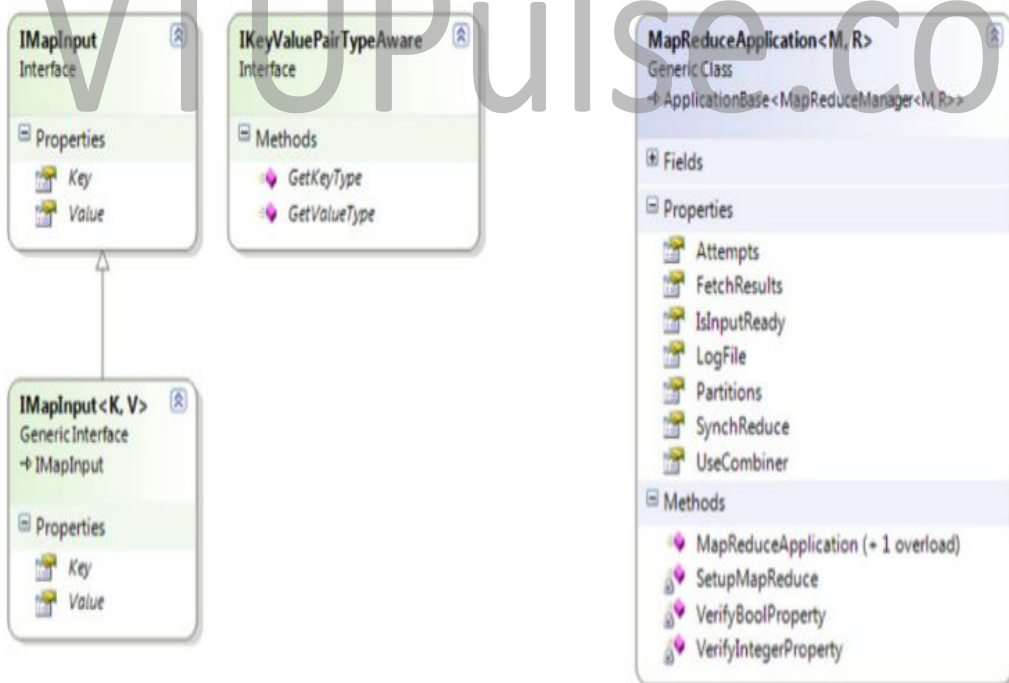 VTUPulse.co
IMapInput
Interface
Properties
Key
Value
IKeyValuePairTypeAware
Interface
Methods
GetKeyType
GetValueType
IMapInput<K, V>
Generic Interface
IMapInput
Properties
Key
Value
MapReduceApplication<M, R>
Generic Class
ApplicationBase<MapReduceManager<M,R>>
Fields
Properties
Attempts
FetchResults
IsInputReady
LogFile
Partitions
SynchReduce
UseCombiner
Methods
MapReduceApplication (+ 1 overload)
SetupMapReduce
VerifyBoolProperty
VerifyIntegerProperty